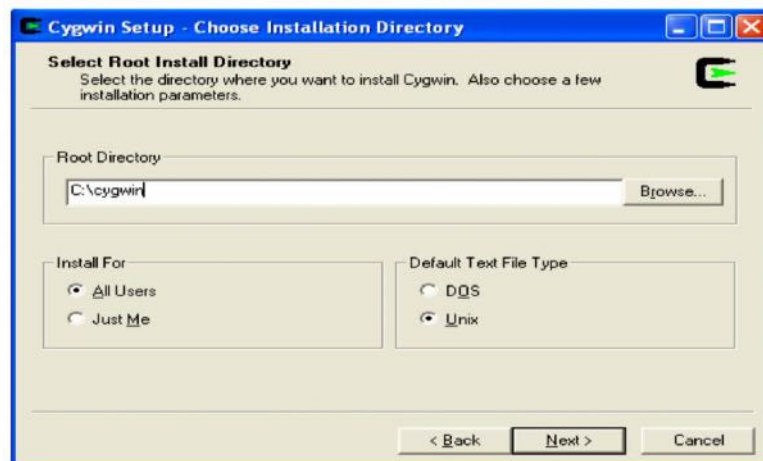 Cygwin Setup - Choose Installation Directory
Select Root Install Directory
Select the directory where you want to install Cygwin. Also choose a few
installation parameters.
Root Directory
C:\cygwin
Browse...
Install For
All Users
Just Me
Default Text File Type
DOS
Unix
< Back
Next >
Cancel